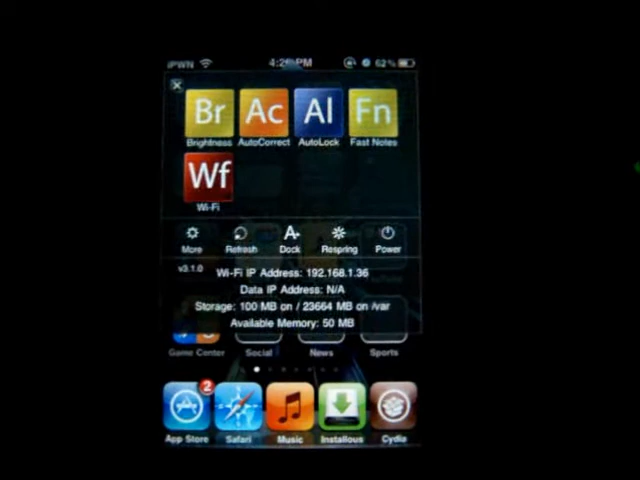 iPWN 4:26 PM 62%
Br Ac Al Fn
Brightness AutoCorrect AutoLock Fast Notes
Wf
Wi-Fi
More Refresh Dock Respring Power
v3.1.0
Wi-Fi IP Address: 192.168.1.36
Data IP Address: N/A
Storage: 100 MB on / 23664 MB on /var
Available Memory: 50 MB
Game Center Social News Sports
2
App Store Safari Music Installous Cydia